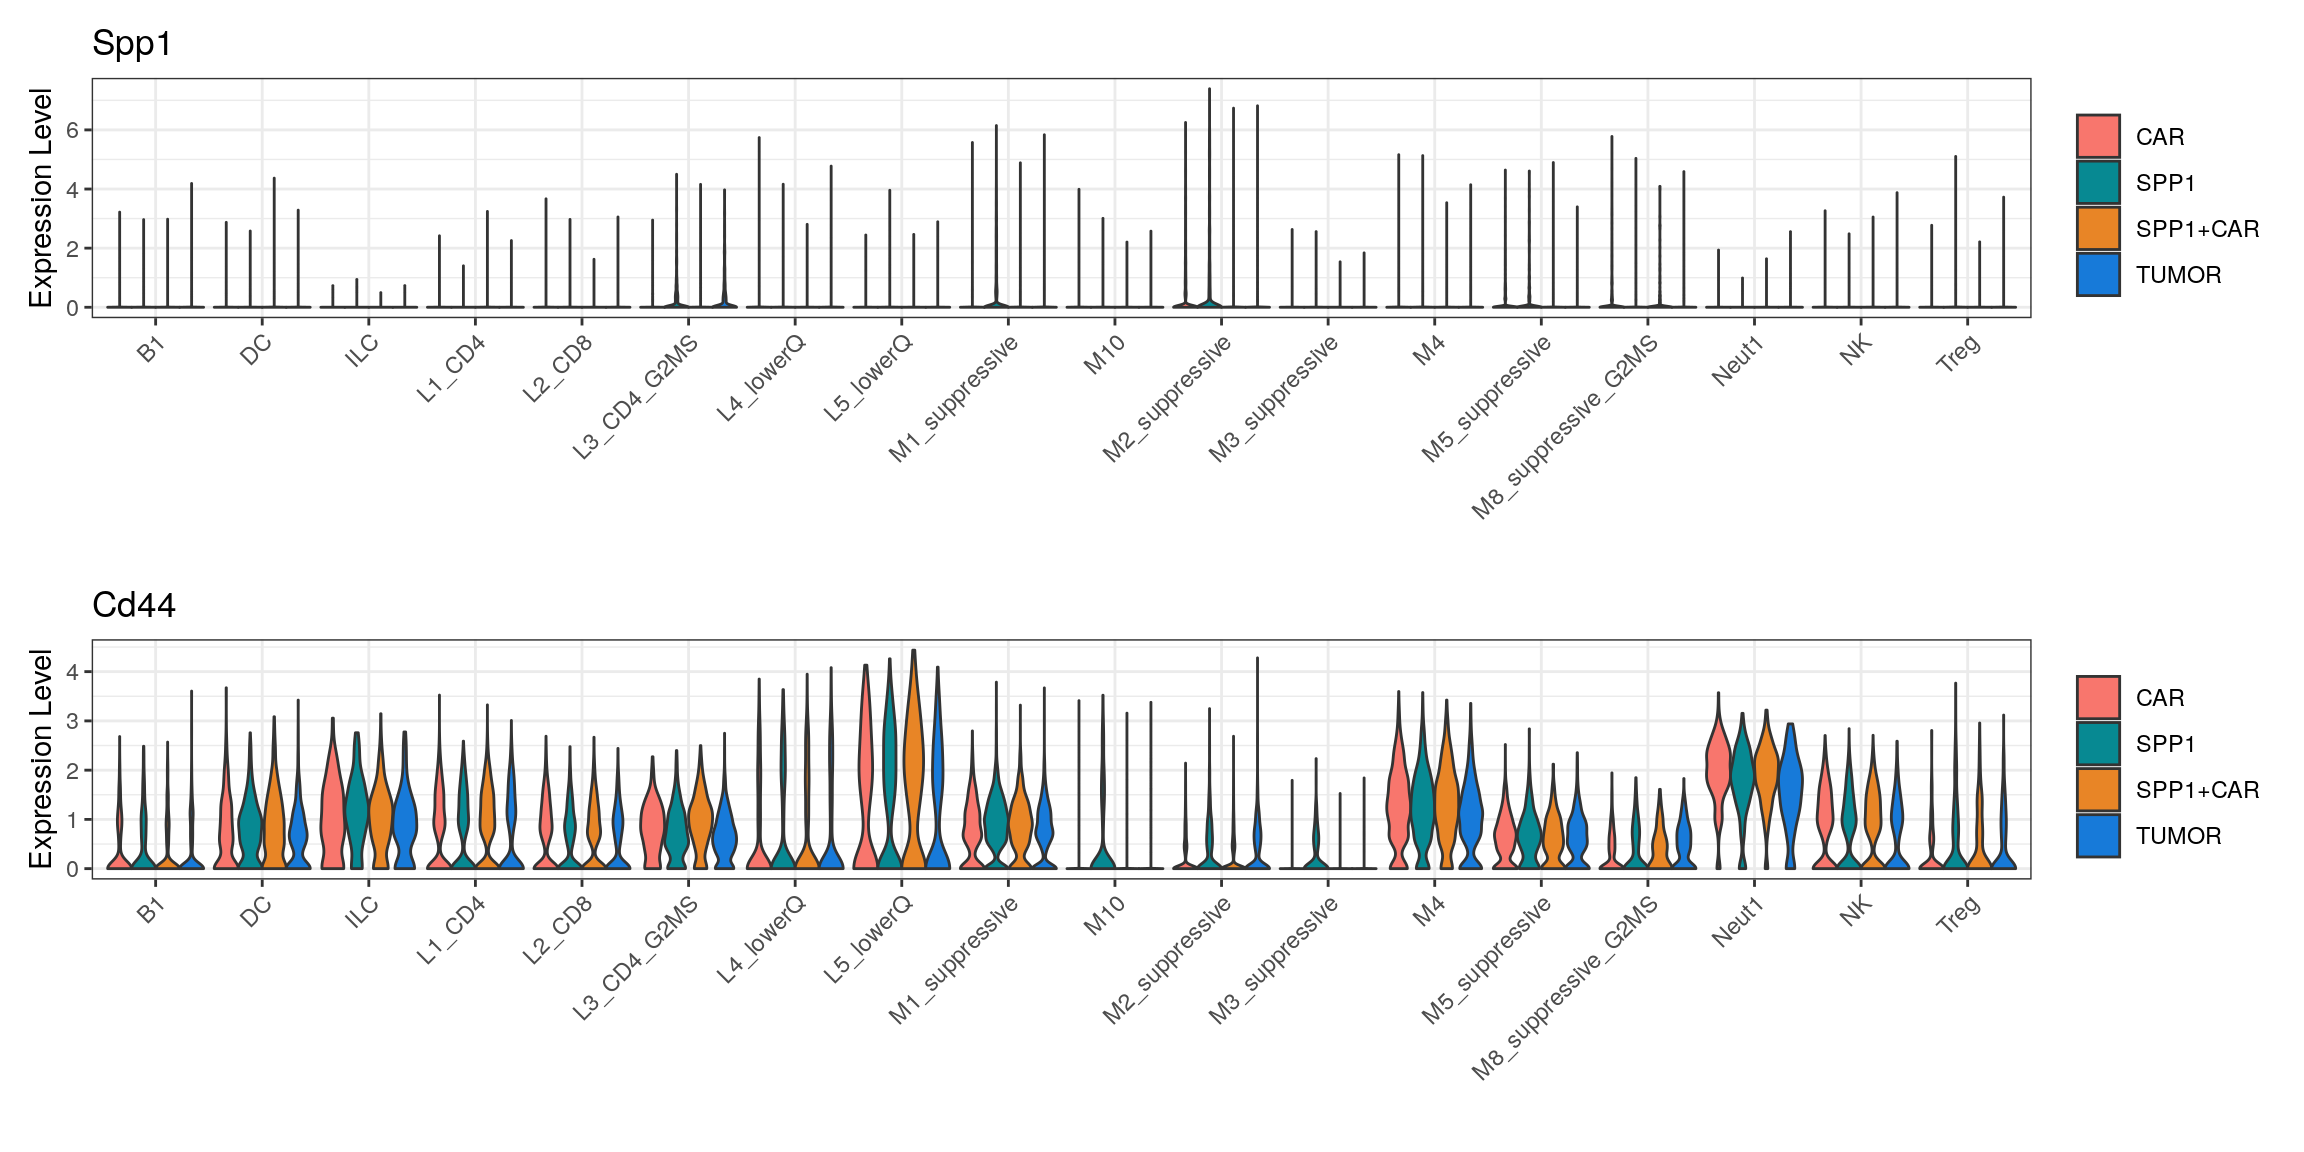 Spp1
Expression Level
6
4
2
0
B1
DC
ILC
L1_CD4
L2_CD8
L3_CD4_G2MS
L4_lowerQ
L5_lowerQ
M1_suppressive
M10
M2_suppressive
M3_suppressive
M4
M5_suppressive
M8_suppressive_G2MS
Neut1
NK
Treg
CAR
SPP1
SPP1+CAR
TUMOR
Cd44
Expression Level
4
3
2
1
0
B1
DC
ILC
L1_CD4
L2_CD8
L3_CD4_G2MS
L4_lowerQ
L5_lowerQ
M1_suppressive
M10
M2_suppressive
M3_suppressive
M4
M5_suppressive
M8_suppressive_G2MS
Neut1
NK
Treg
CAR
SPP1
SPP1+CAR
TUMOR